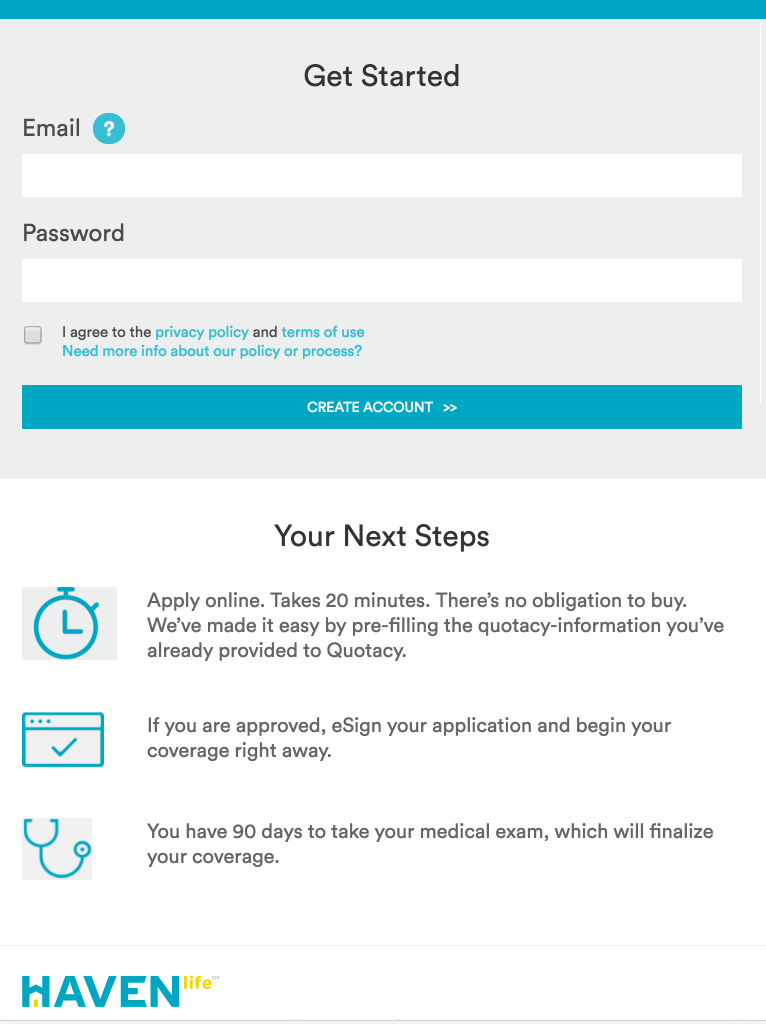 Get Started
Email ?
Password
I agree to the privacy policy and terms of use
Need more info about our policy or process?
CREATE ACCOUNT >>
Your Next Steps
Apply online. Takes 20 minutes. There's no obligation to buy.
We've made it easy by pre-filling the quotacy-information you've
already provided to Quotacy.
If you are approved, eSign your application and begin your
coverage right away.
You have 90 days to take your medical exam, which will finalize
your coverage.
HAVEN life℠